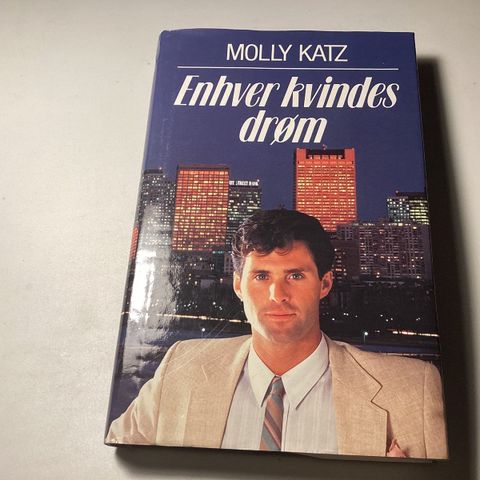 MOLLY KATZ
Enhver kvindes
drøm